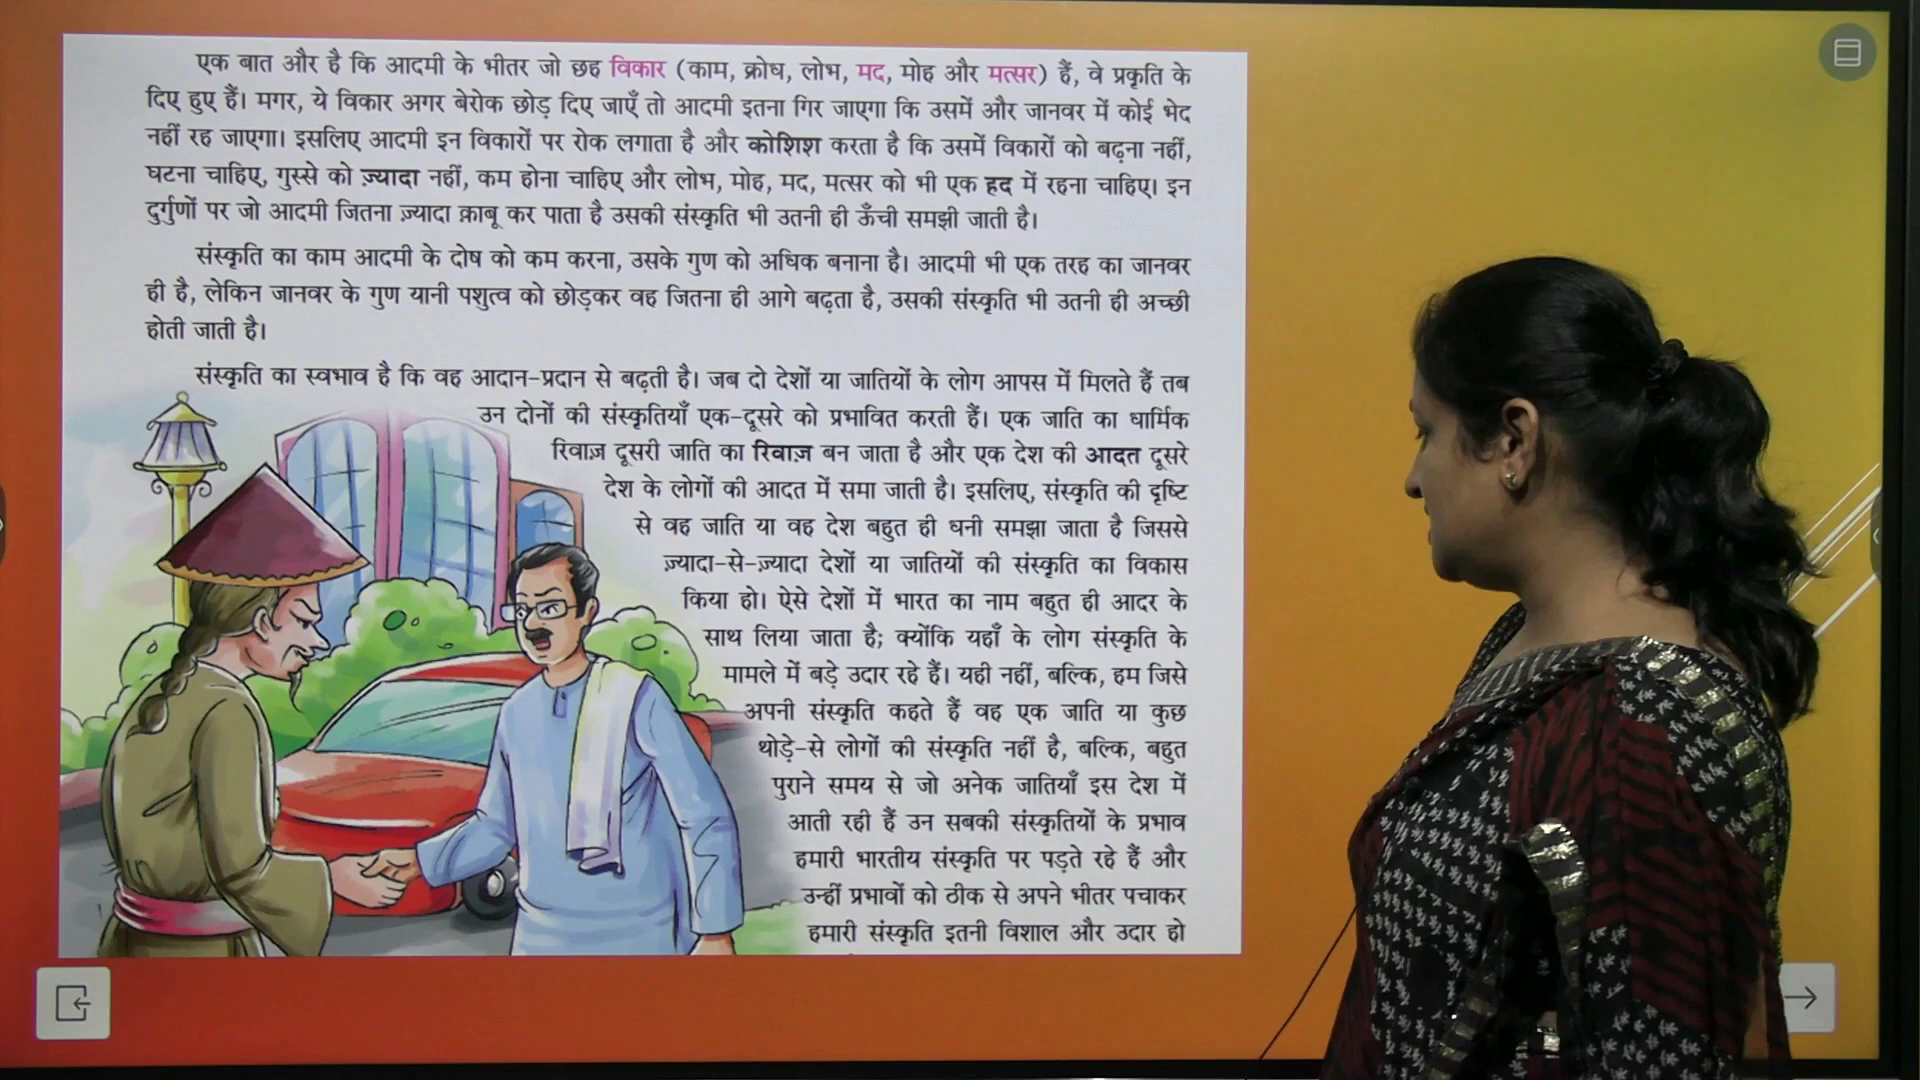 एक बात और है कि आदमी के भीतर जो छह विकार (काम, क्रोध, लोभ, मद, मोह और मत्सर) हैं, वे प्रकृति के
दिए हुए हैं। मगर, ये विकार अगर बेरोक छोड़ दिए जाएँ तो आदमी इतना गिर जाएगा कि उसमें और जानवर में कोई भेद
नहीं रह जाएगा। इसलिए आदमी इन विकारों पर रोक लगाता है और कोशिश करता है कि उसमें विकारों को बढ़ना नहीं,
घटना चाहिए, गुस्से को ज़्यादा नहीं, कम होना चाहिए और लोभ, मोह, मद, मत्सर को भी एक हद में रहना चाहिए। इन
दुर्गुणों पर जो आदमी जितना ज़्यादा क़ाबू कर पाता है उसकी संस्कृति भी उतनी ही ऊँची समझी जाती है।
संस्कृति का काम आदमी के दोष को कम करना, उसके गुण को अधिक बनाना है। आदमी भी एक तरह का जानवर
ही है, लेकिन जानवर के गुण यानी पशुत्व को छोड़कर वह जितना ही आगे बढ़ता है, उसकी संस्कृति भी उतनी ही अच्छी
होती जाती है।
संस्कृति का स्वभाव है कि वह आदान-प्रदान से बढ़ती है। जब दो देशों या जातियों के लोग आपस में मिलते हैं तब
उन दोनों की संस्कृतियाँ एक-दूसरे को प्रभावित करती हैं। एक जाति का धार्मिक
रिवाज़ दूसरी जाति का रिवाज़ बन जाता है और एक देश की आदत दूसरे
देश के लोगों की आदत में समा जाती है। इसलिए, संस्कृति की दृष्टि
से वह जाति या वह देश बहुत ही धनी समझा जाता है जिससे
ज़्यादा-से-ज़्यादा देशों या जातियों की संस्कृति का विकास
किया हो। ऐसे देशों में भारत का नाम बहुत ही आदर के
साथ लिया जाता है; क्योंकि यहाँ के लोग संस्कृति के
मामले में बड़े उदार रहे हैं। यही नहीं, बल्कि, हम जिसे
अपनी संस्कृति कहते हैं वह एक जाति या कुछ
थोड़े-से लोगों की संस्कृति नहीं है, बल्कि, बहुत
पुराने समय से जो अनेक जातियाँ इस देश में
आती रही हैं उन सबकी संस्कृतियों के प्रभाव
हमारी भारतीय संस्कृति पर पड़ते रहे हैं और
उन्हीं प्रभावों को ठीक से अपने भीतर पचाकर
हमारी संस्कृति इतनी विशाल और उदार हो